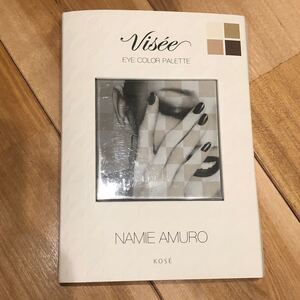 Visée
EYE COLOR PALETTE
NAMIE AMURO
KOSÉ